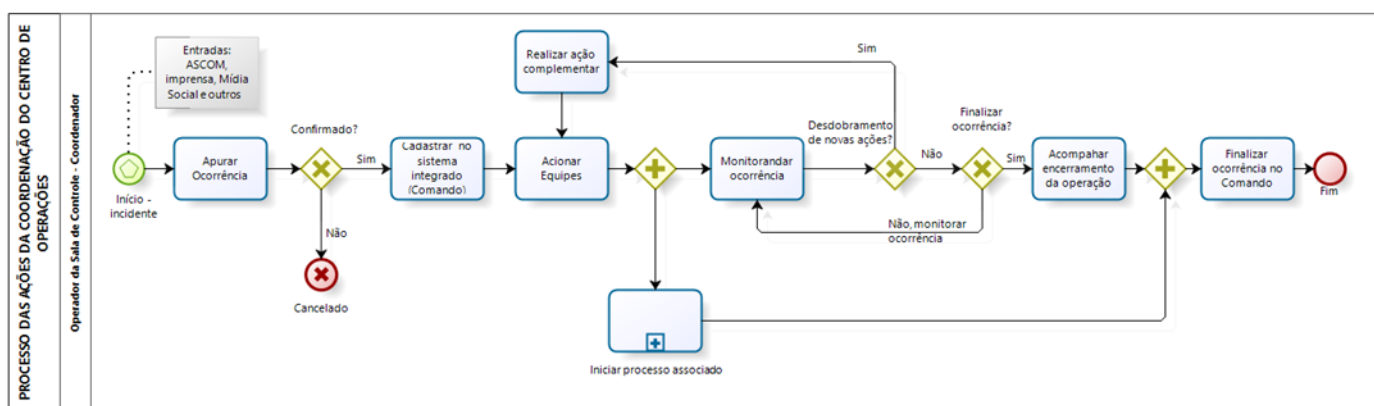 PROCESSO DAS AÇÕES DA COORDENAÇÃO DO CENTRO DE
OPERAÇÕES
Operador da Sala de Controle - Coordenador
Entradas:
ASCOM,
imprensa, Mídia
Social e outros
Início -
incidente
Apurar
Ocorrência
Confirmado?
Sim
Não
Cancelado
Cadastrar no
sistema
integrado
(Comando)
Realizar ação
complementar
Acionar
Equipes
Iniciar processo associado
Monitorandar
ocorrência
Desdobramento
de novas ações?
Sim
Não
Finalizar
ocorrência?
Sim
Não, monitorar
ocorrência
Acompahar
encerramento
da operação
Finalizar
ocorrência no
Comando
Fim